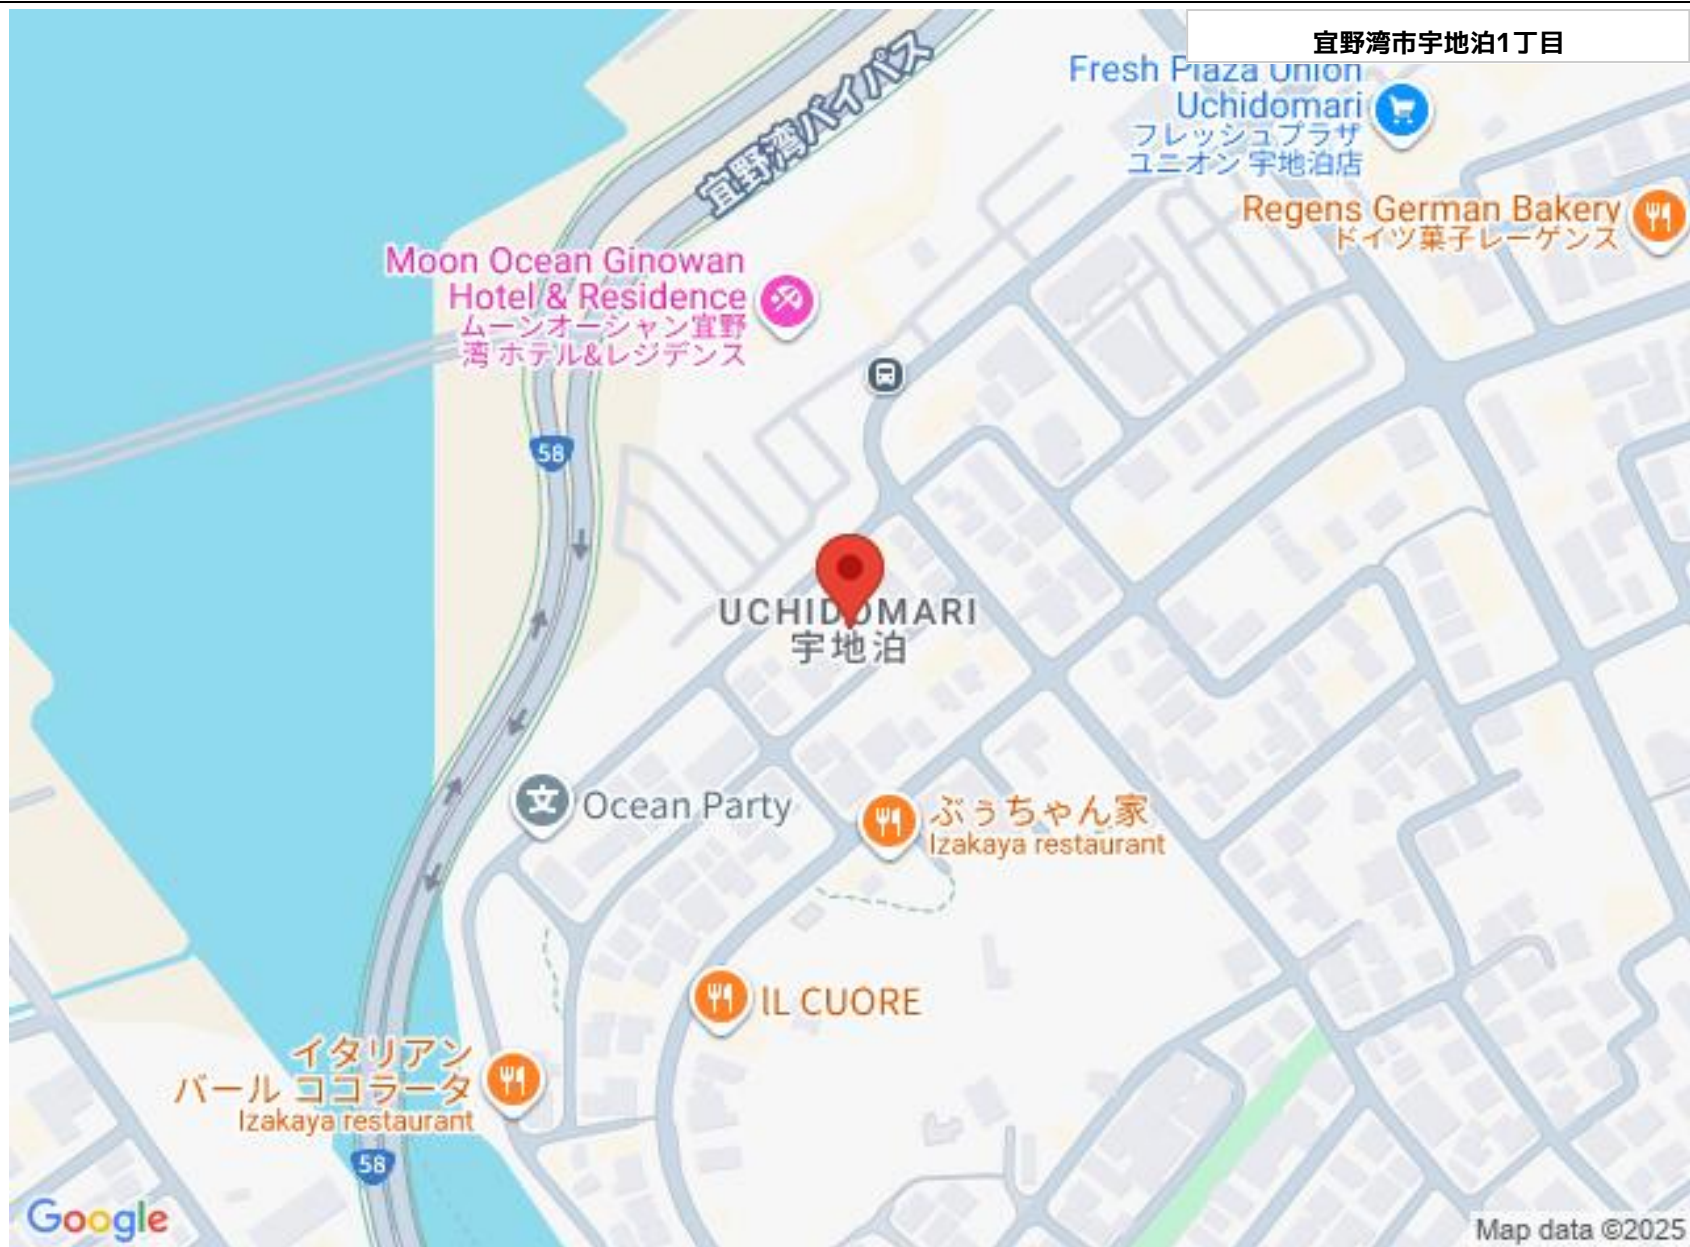 宜野湾市宇地泊1丁目
Fresh Plaza Union
Uchidomari
フレッシュプラザ
ユニオン 宇地泊店
宜野湾バイパス
Regens German Bakery
ドイツ菓子レーゲンス
Moon Ocean Ginowan
Hotel & Residence
ムーンオーシャン宜野
湾 ホテル&レジデンス
58
UCHIDOMARI
宇地泊
Ocean Party
ぶぅちゃん家
Izakaya restaurant
IL CUORE
イタリアン
バール ココラータ
Izakaya restaurant
58
Google
Map data ©2025